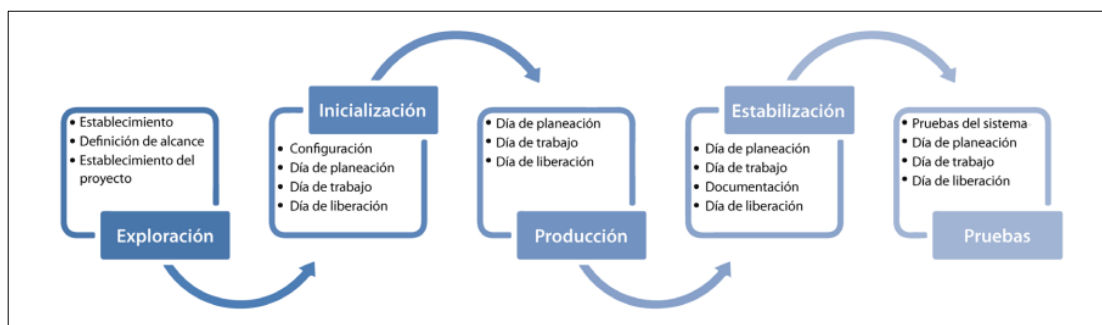 • Establecimiento
• Definición de alcance
• Establecimiento del
proyecto
Exploración
Inicialización
• Configuración
• Día de planeación
• Día de trabajo
• Día de liberación
• Día de planeación
• Día de trabajo
• Día de liberación
Producción
Estabilización
• Día de planeación
• Día de trabajo
• Documentación
• Día de liberación
• Pruebas del sistema
• Día de planeación
• Día de trabajo
• Día de liberación
Pruebas